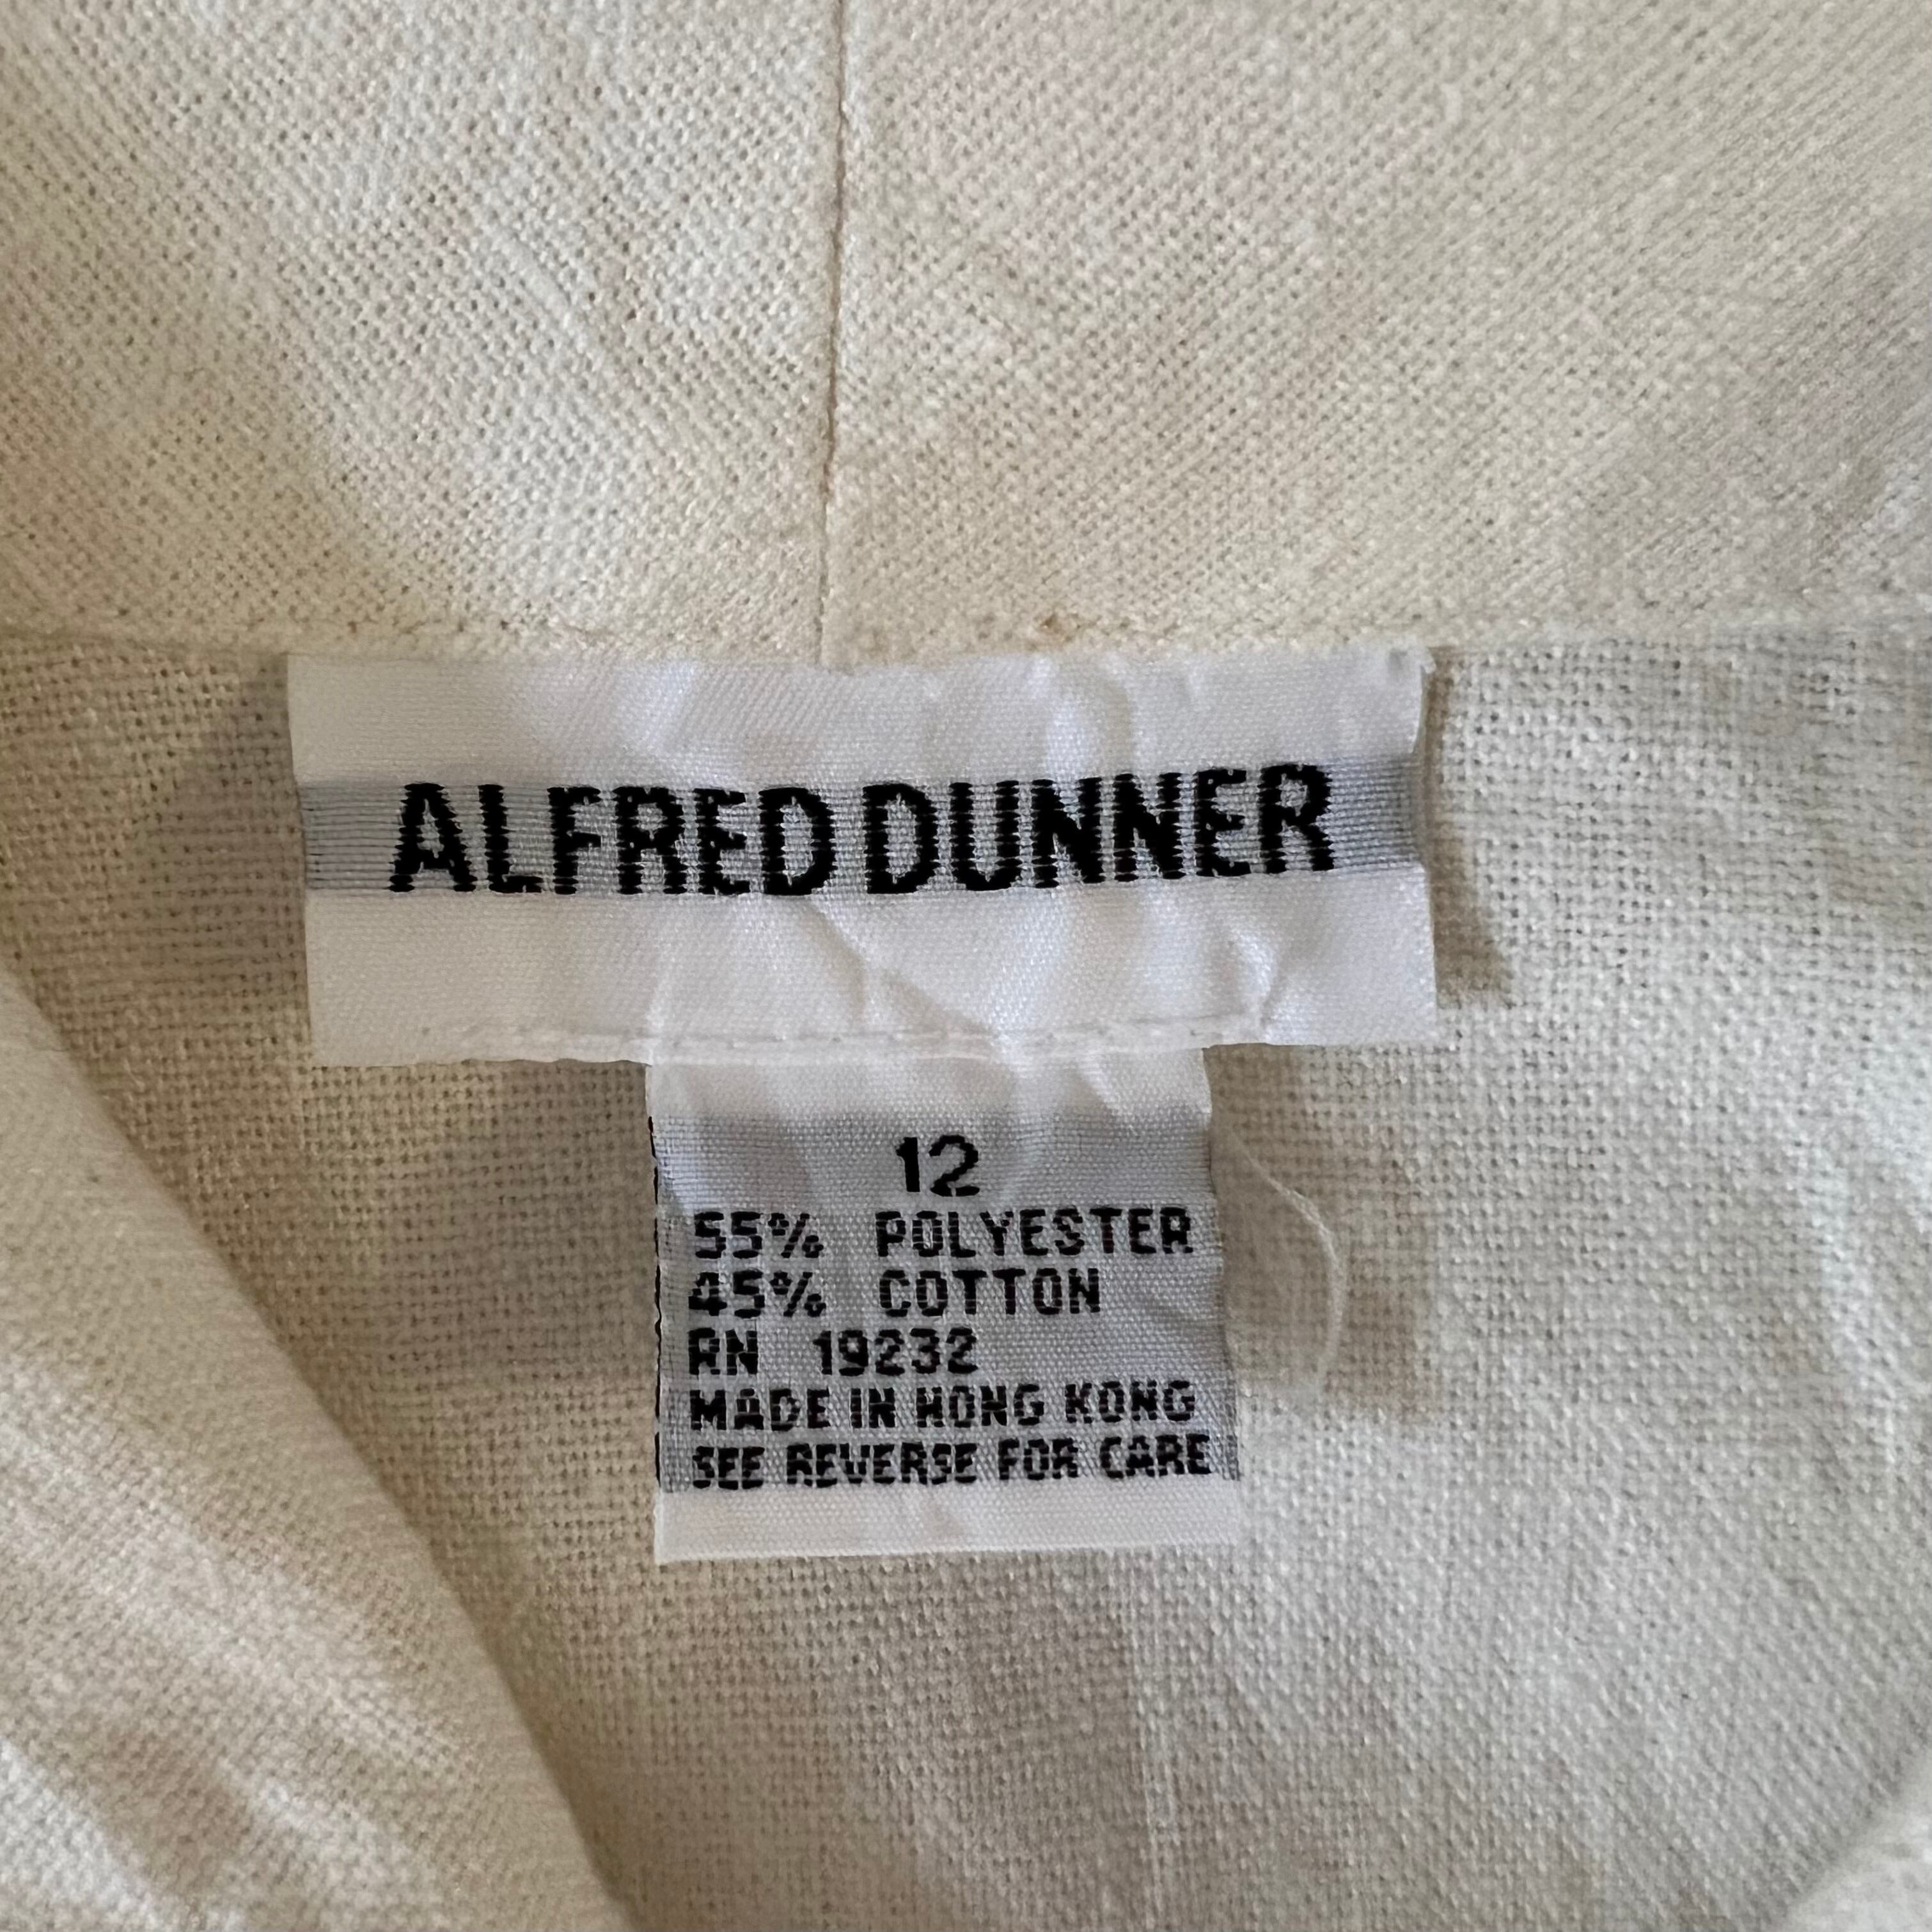 ALFRED DUNNER
12
55% POLYESTER
45% COTTON
RN 19232
MADE IN HONG KONG
SEE REVERSE FOR CARE